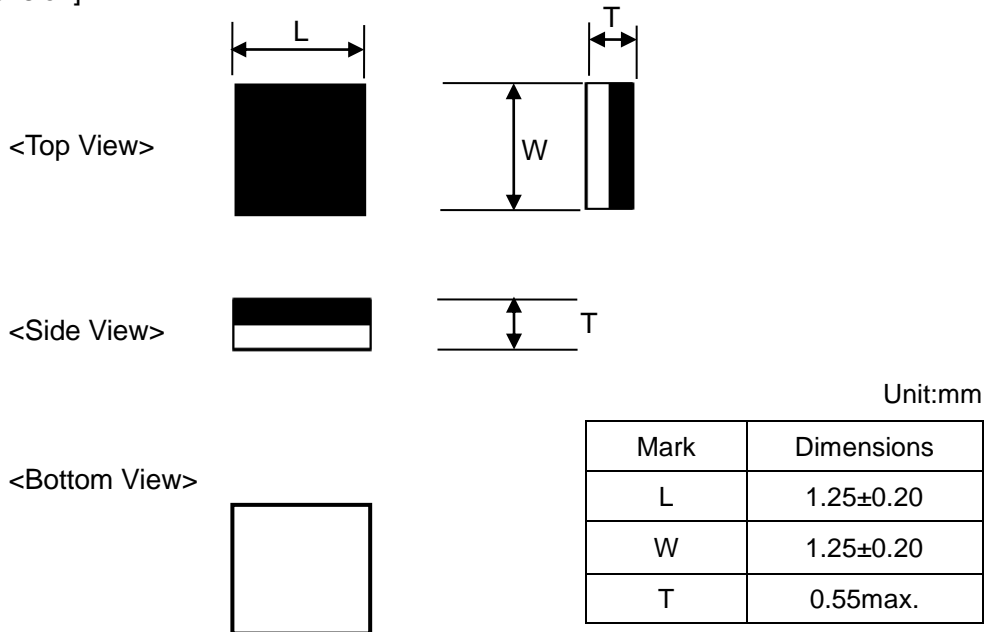 L
T
<Top View>
W
<Side View>
T
Unit:mm
Mark Dimensions
L 1.25±0.20
W 1.25±0.20
T 0.55max.
<Bottom View>